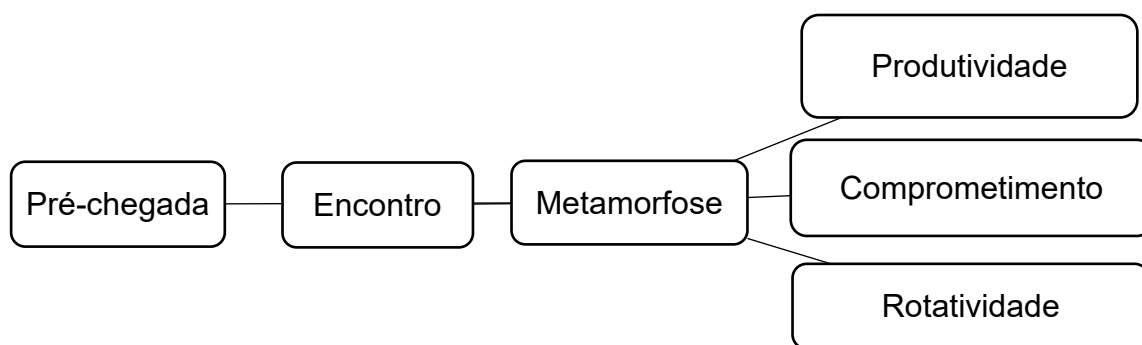 Pré-chegada
Encontro
Metamorfose
Produtividade
Comprometimento
Rotatividade